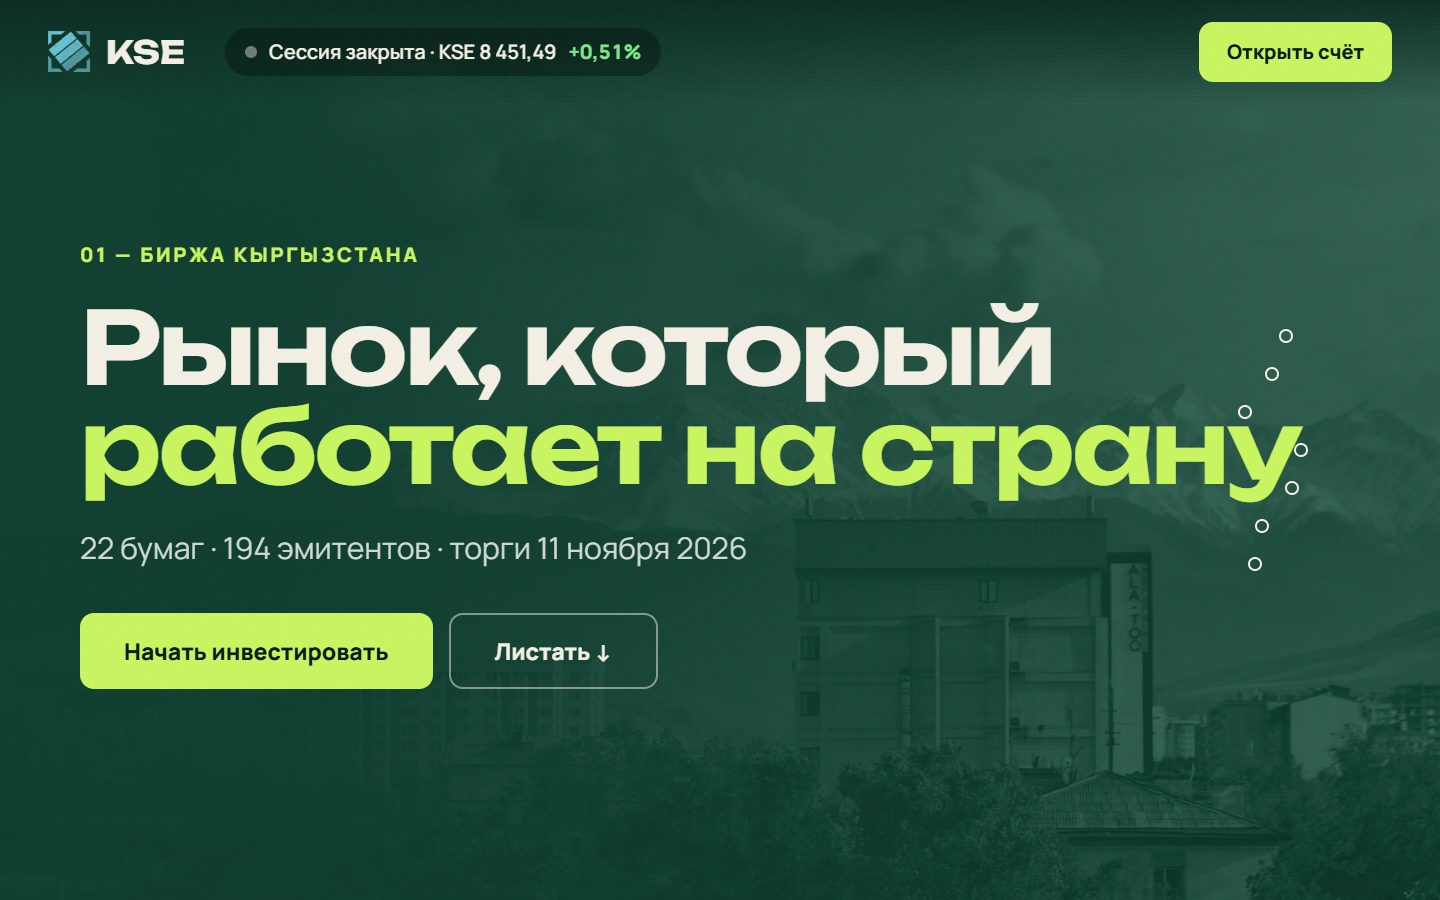 KSE
Сессия закрыта · KSE 8 451,49 +0,51%
Открыть счёт
01 — БИРЖА КЫРГЫЗСТАНА
Рынок, который
работает на страну
22 бумаг · 194 эмитентов · торги 11 ноября 2026
Начать инвестировать
Листать ↓
ALA-TOO